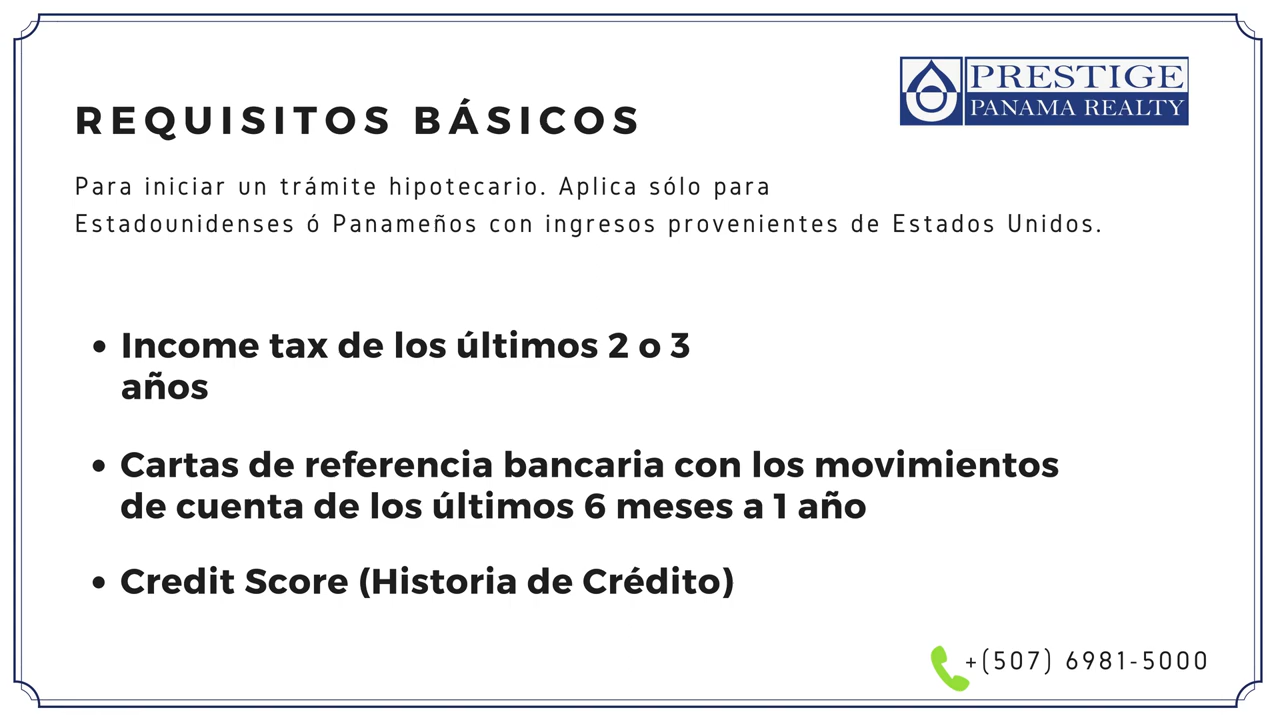 PRESTIGE
PANAMA REALTY
REQUISITOS BÁSICOS
Para iniciar un trámite hipotecario. Aplica sólo para
Estadounidenses ó Panameños con ingresos provenientes de Estados Unidos.
• Income tax de los últimos 2 o 3
años
• Cartas de referencia bancaria con los movimientos
de cuenta de los últimos 6 meses a 1 año
• Credit Score (Historia de Crédito)
+(507) 6981-5000